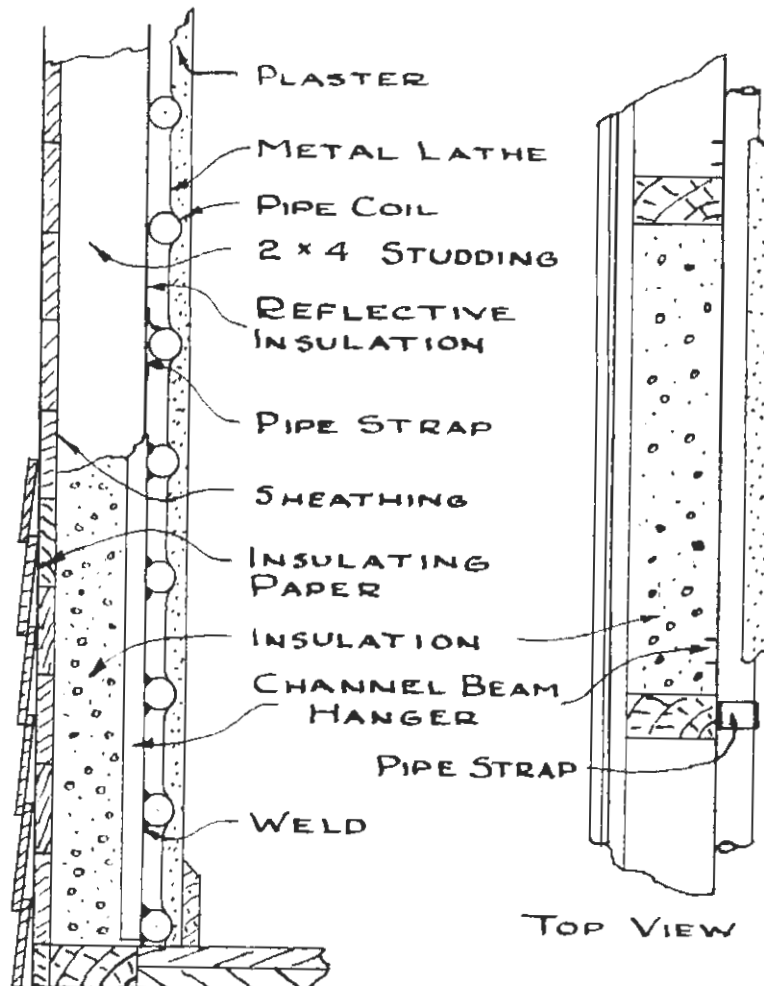 PLASTER
METAL LATHE
PIPE COIL
2 × 4 STUDDING
REFLECTIVE
INSULATION
PIPE STRAP
SHEATHING
INSULATING
PAPER
INSULATION
CHANNEL BEAM
HANGER
PIPE STRAP
WELD
TOP VIEW